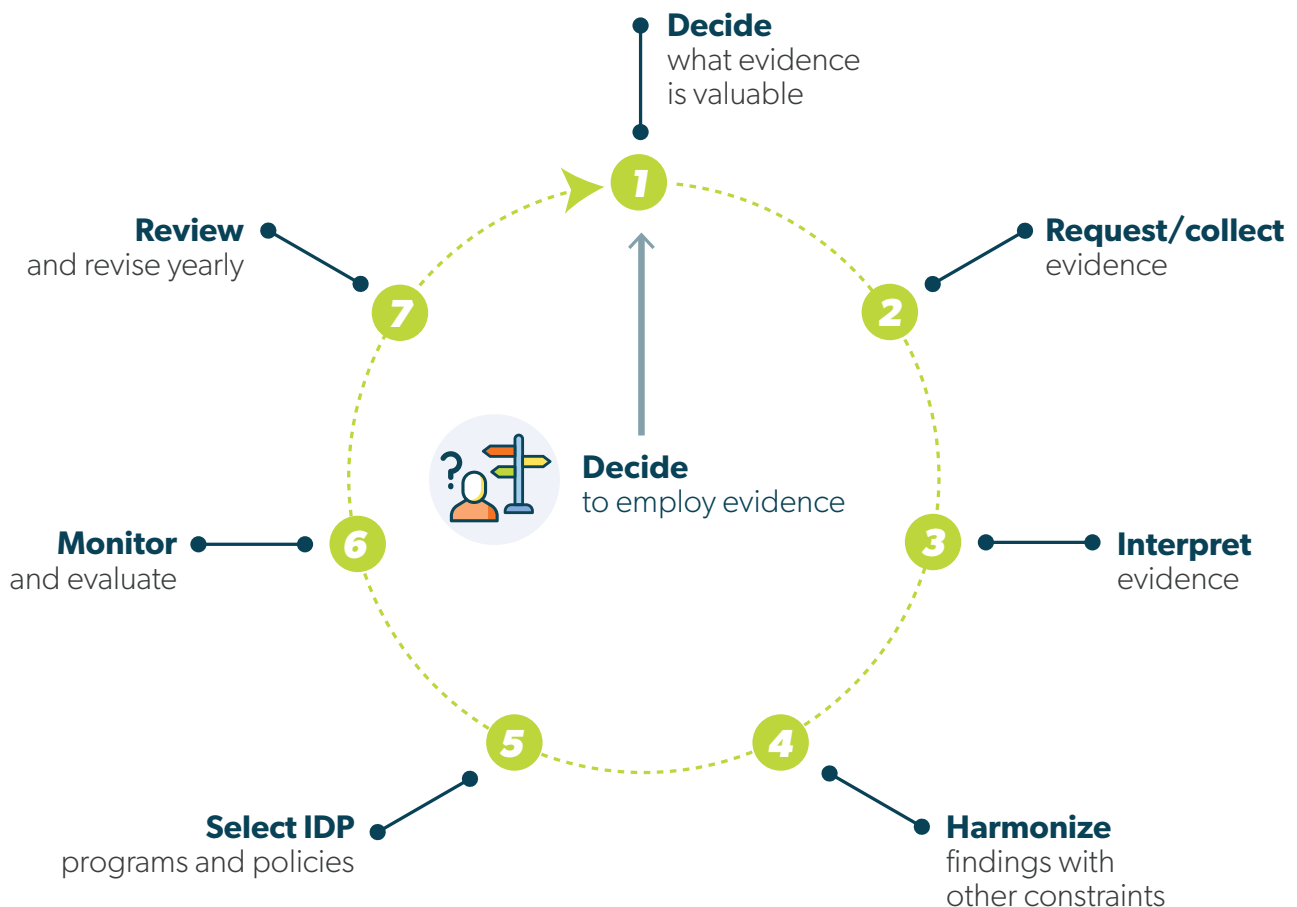 1
Decide
what evidence
is valuable
2
Request/collect
evidence
3
Interpret
evidence
4
Harmonize
findings with
other constraints
5
Select IDP
programs and policies
6
Monitor
and evaluate
7
Review
and revise yearly
?
Decide
to employ evidence